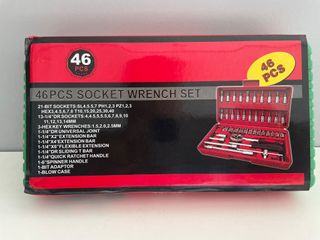 46
PCS
46
PCS
46PCS SOCKET WRENCH SET
21-BIT SOCKETS:SL4,5.5,7 PH1,2,3 PZ1,2,3
HEX3,4,5,6,7,8 T10,15,20,25,30,40
13-1/4"DR SOCKETS:4,4.5,5,5.5,6,7,8,9,10
11,12,13,14MM
3-HEX KEY WRENCHES:1.5,2.0,2.5MM
1-1/4"DR UNIVERSAL JOINT
1-1/4"X2"EXTENSION BAR
1-1/4"X4"EXTENSION BAR
1-1/4"X6"FLEXIBLE EXTENSION
1-1/4"DR SLIDING T BAR
1-1/4"QUICK RATCHET HANDLE
1-6"SPINNER HANDLE
1-BIT ADAPTOR
1-BLOW CASE